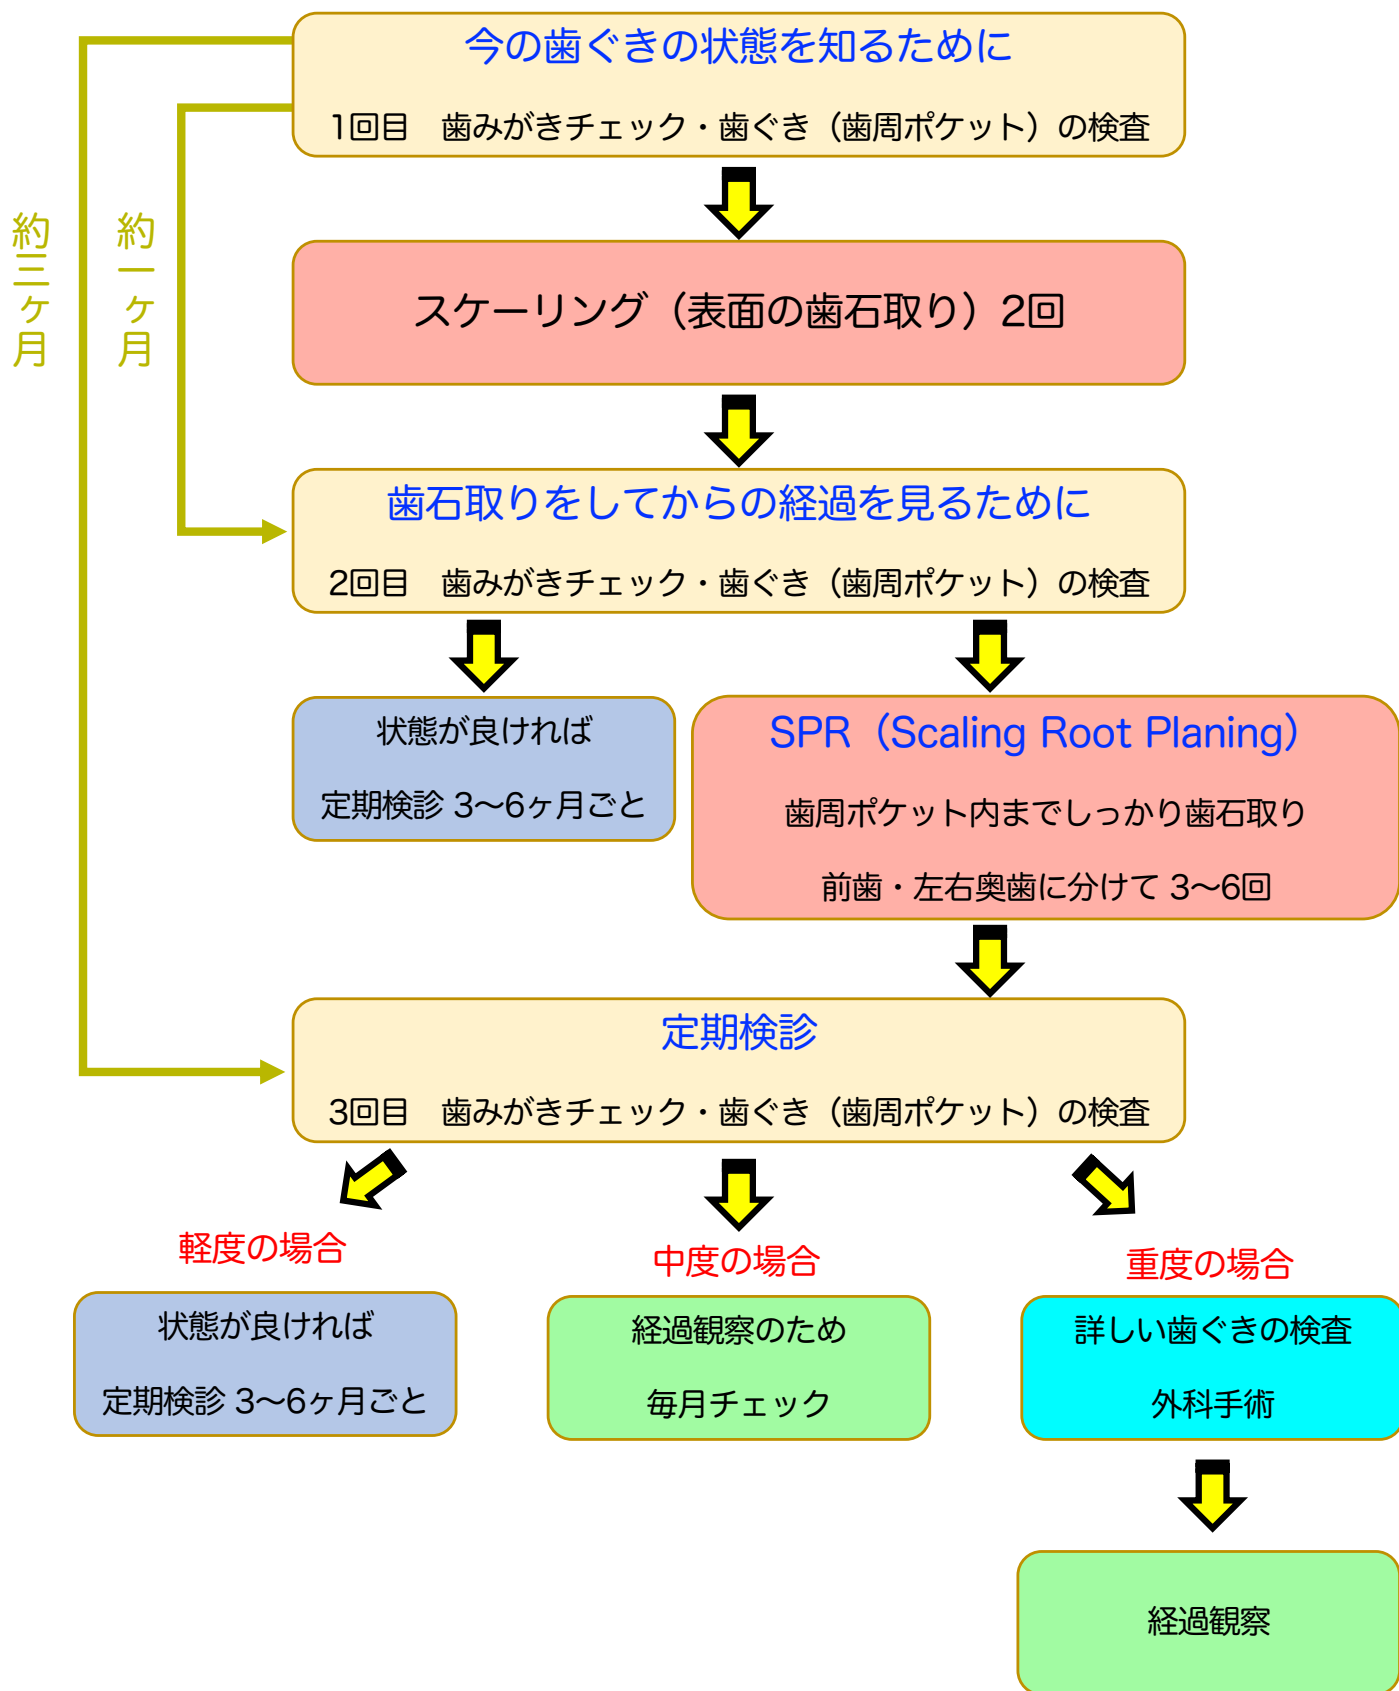 今の歯ぐきの状態を知るために
1回目　歯みがきチェック・歯ぐき（歯周ポケット）の検査
約三ヶ月
約一ヶ月
スケーリング（表面の歯石取り）2回
歯石取りをしてからの経過を見るために
2回目　歯みがきチェック・歯ぐき（歯周ポケット）の検査
状態が良ければ
定期検診 3〜6ヶ月ごと
SPR（Scaling Root Planing）
歯周ポケット内までしっかり歯石取り
前歯・左右奥歯に分けて 3〜6回
定期検診
3回目　歯みがきチェック・歯ぐき（歯周ポケット）の検査
軽度の場合
状態が良ければ
定期検診 3〜6ヶ月ごと
中度の場合
経過観察のため
毎月チェック
重度の場合
詳しい歯ぐきの検査
外科手術
経過観察